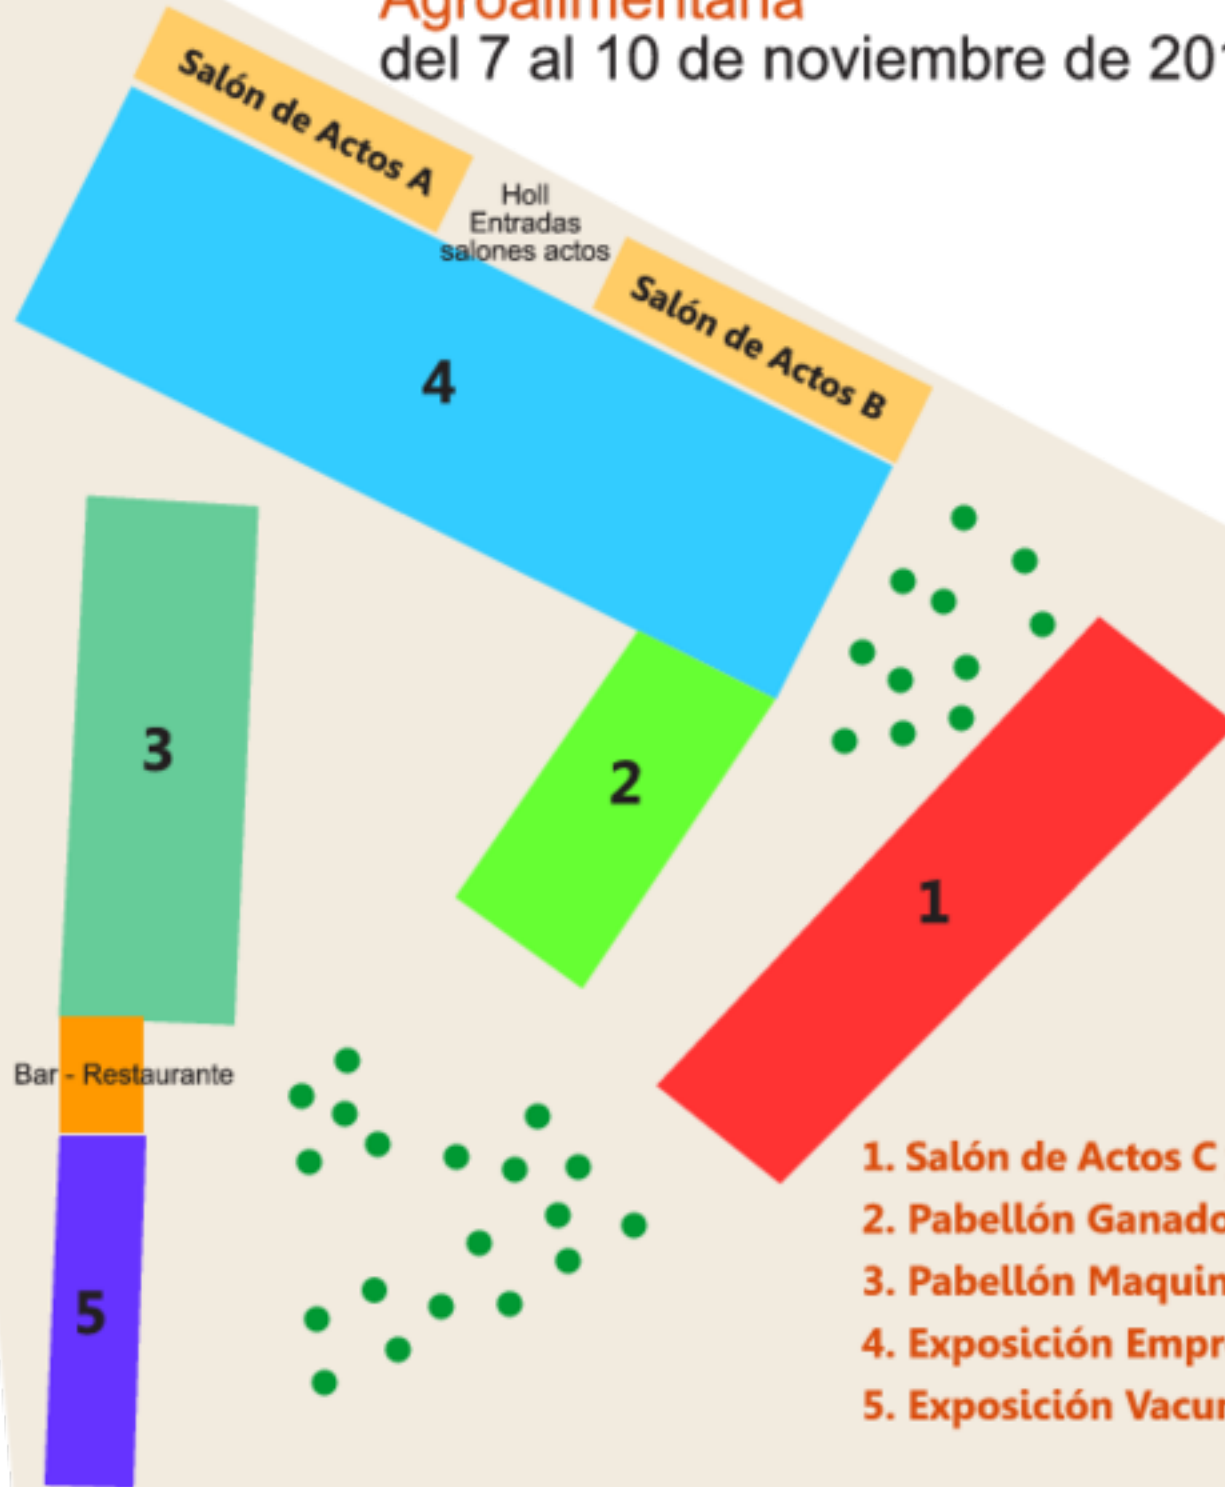 Agroalimentaria
del 7 al 10 de noviembre de 201
Salón de Actos A
Holl
Entradas
salones actos
Salón de Actos B
4
3
2
1
Bar - Restaurante
5
1. Salón de Actos C
2. Pabellón Ganado
3. Pabellón Maquin
4. Exposición Empr
5. Exposición Vacun